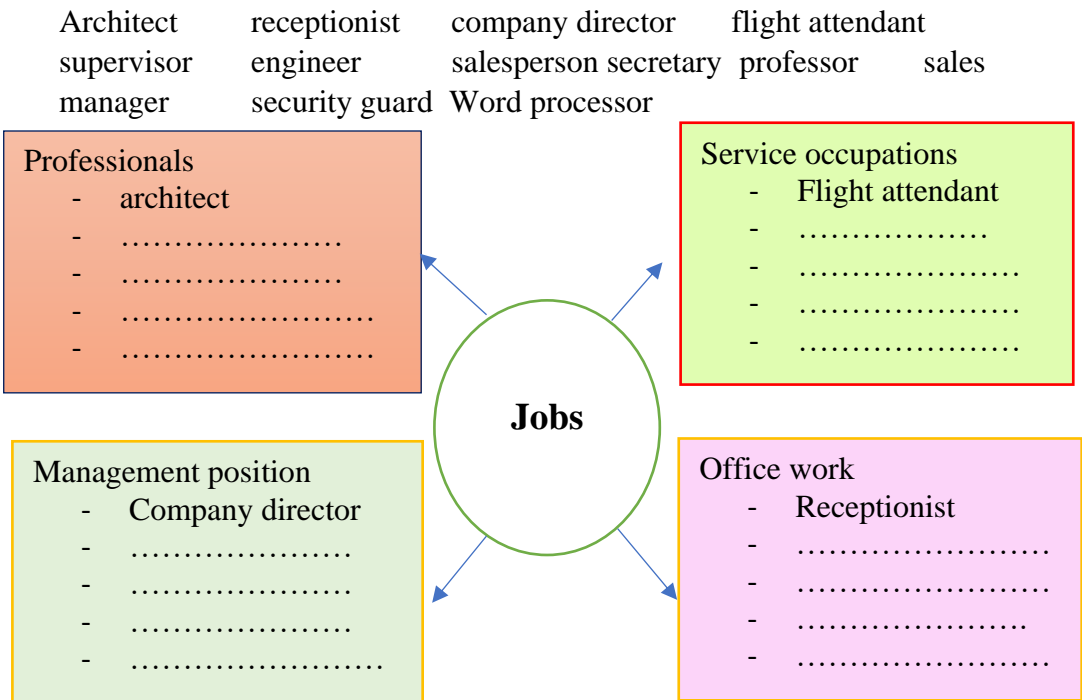 Architect receptionist company director flight attendant
supervisor engineer salesperson secretary professor sales
manager security guard Word processor
Professionals
- architect
- …………………
- …………………
- ……………………
- ……………………
Service occupations
- Flight attendant
- ………………
- …………………
- …………………
- …………………
Jobs
Management position
- Company director
- …………………
- …………………
- …………………
- ……………………
Office work
- Receptionist
- ……………………
- ……………………
- ………………….
- ……………………